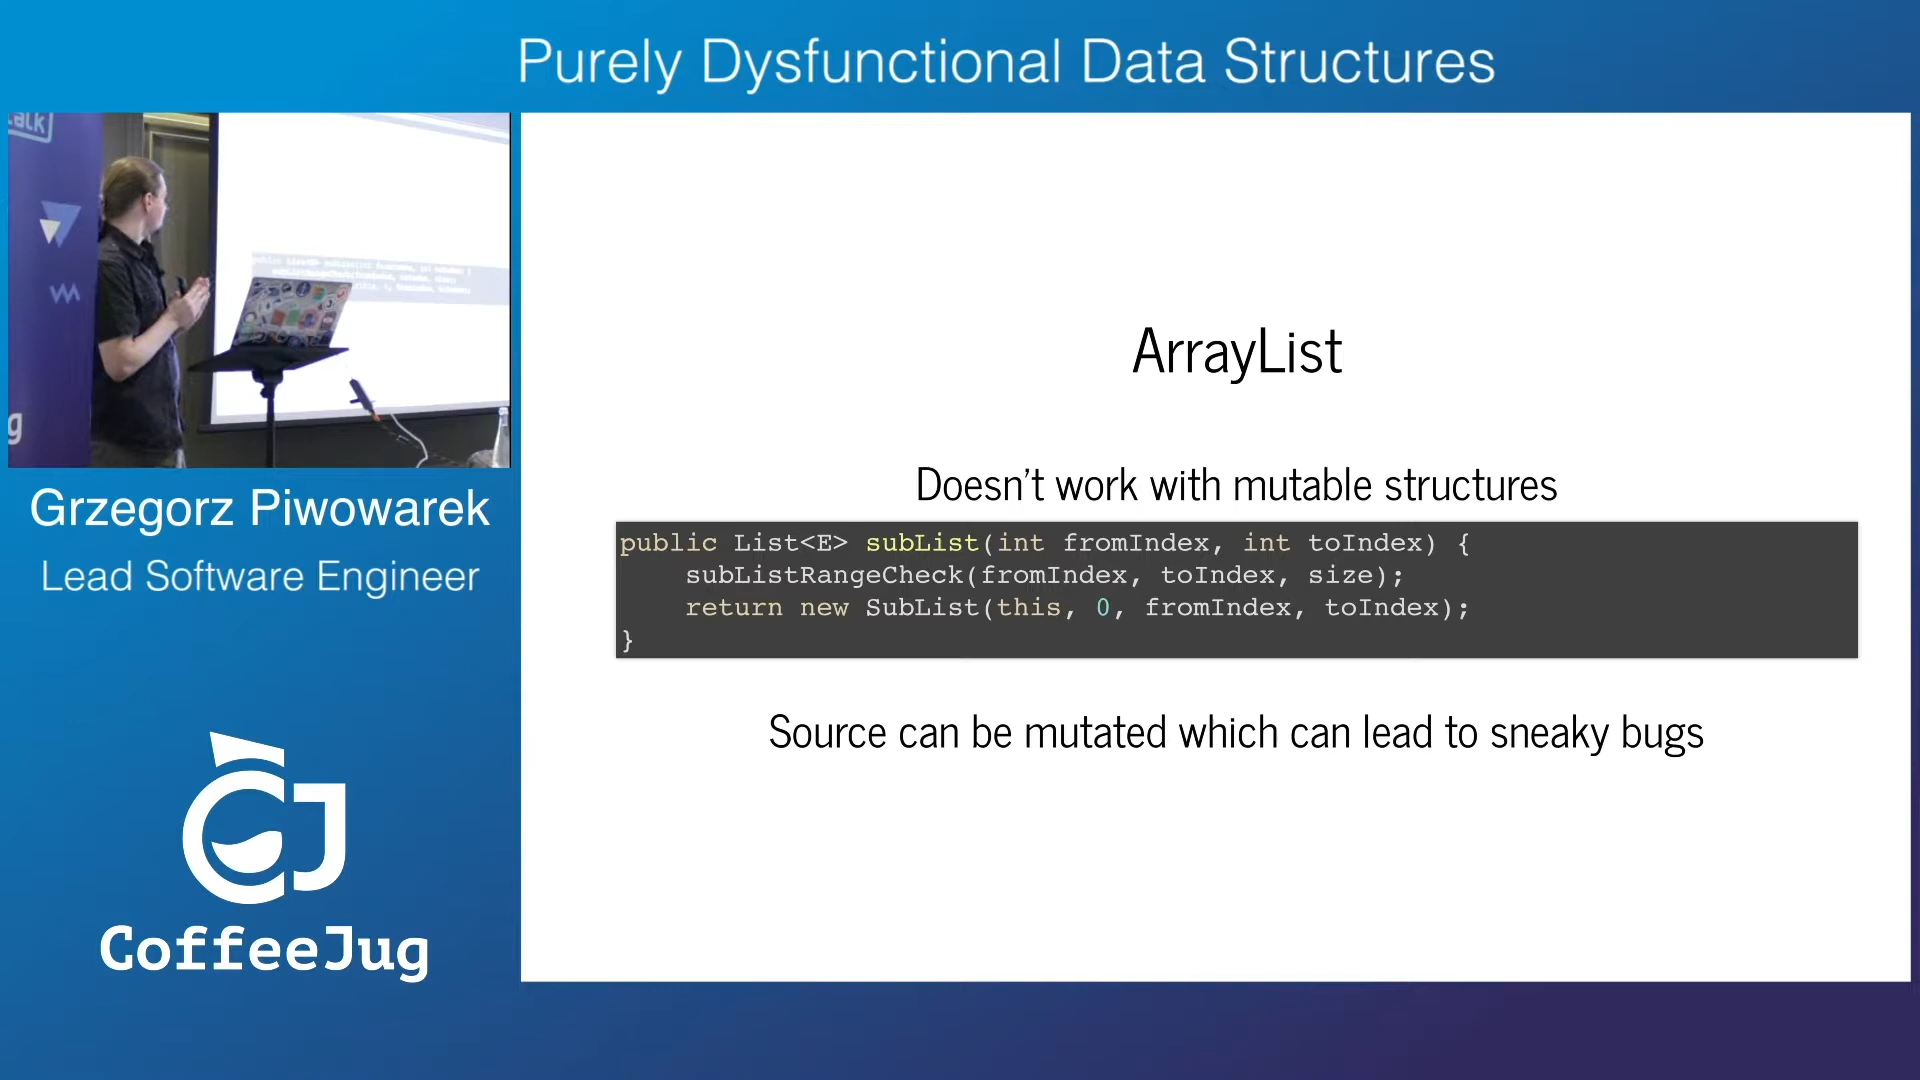 Purely Dysfunctional Data Structures
talk
g
Grzegorz Piwowarek
Lead Software Engineer
CJ
CoffeeJug
ArrayList
Doesn't work with mutable structures
public List<E> subList(int fromIndex, int toIndex) {
    subListRangeCheck(fromIndex, toIndex, size);
    return new SubList(this, 0, fromIndex, toIndex);
}
Source can be mutated which can lead to sneaky bugs